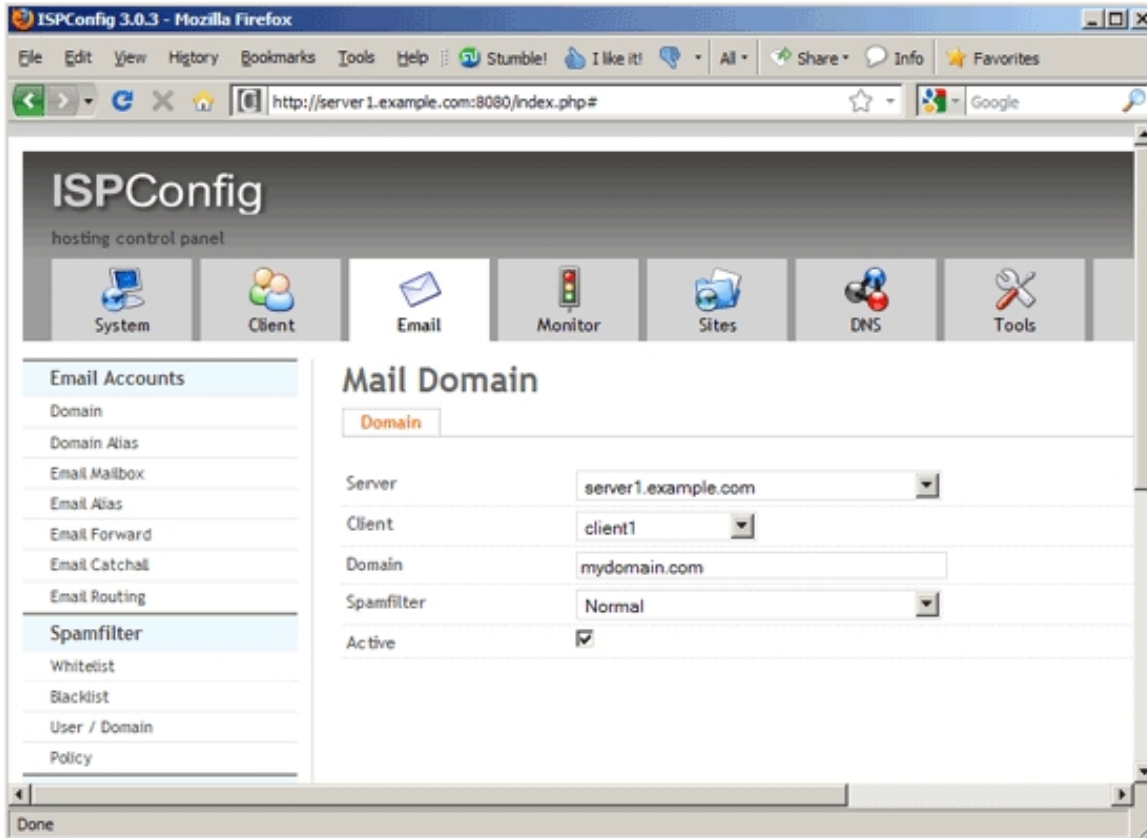 ISPConfig 3.0.3 - Mozilla Firefox
File Edit View History Bookmarks Tools Help Stumble! I like it! All Share Info Favorites
http://server1.example.com:8080/index.php# Google
ISPConfig
hosting control panel
System Client Email Monitor Sites DNS Tools
Email Accounts
Domain
Domain Alias
Email Mailbox
Email Alias
Email Forward
Email Catchall
Email Routing
Spamfilter
Whitelist
Blacklist
User / Domain
Policy
Mail Domain
Domain
Server server1.example.com
Client client1
Domain mydomain.com
Spamfilter Normal
Active
Done